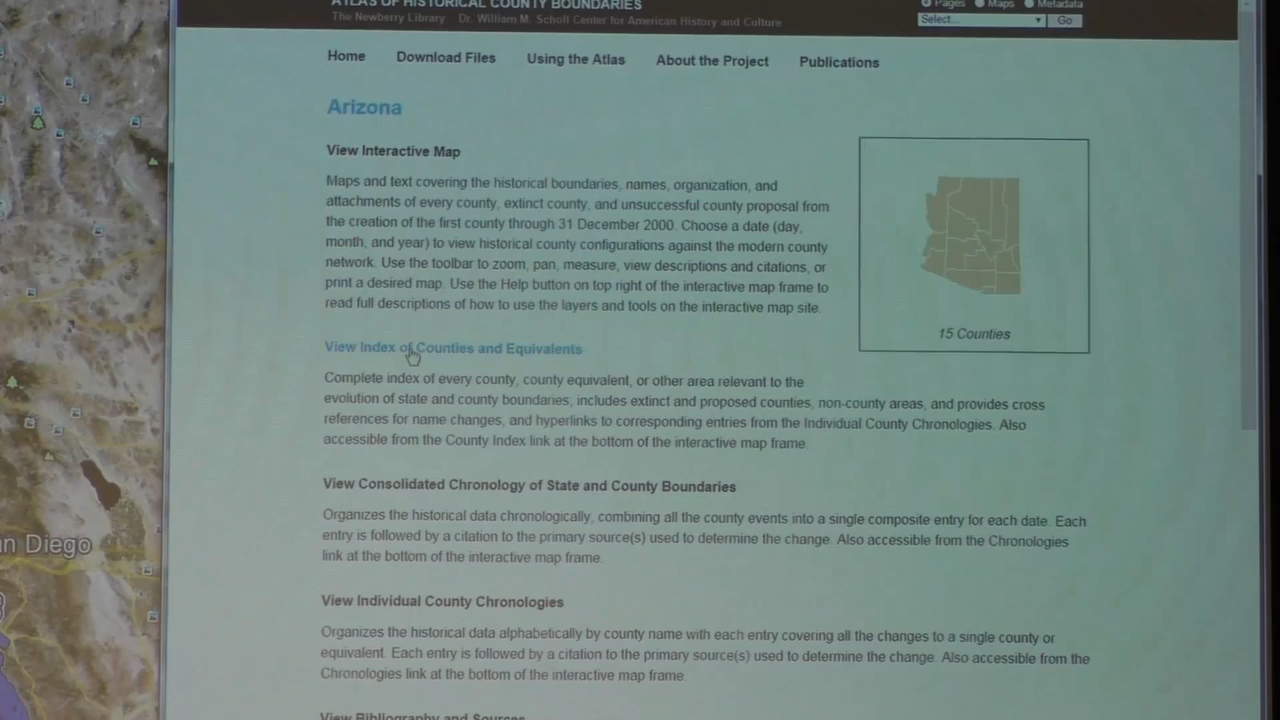 ATLAS OF HISTORICAL COUNTY BOUNDARIES
The Newberry Library Dr. William M. Scholl Center for American History and Culture
Pages Maps Metadata
Select... Go
Home Download Files Using the Atlas About the Project Publications
Arizona
View Interactive Map
Maps and text covering the historical boundaries, names, organization, and
attachments of every county, extinct county, and unsuccessful county proposal from
the creation of the first county through 31 December 2000. Choose a date (day,
month, and year) to view historical county configurations against the modern county
network. Use the toolbar to zoom, pan, measure, view descriptions and citations, or
print a desired map. Use the Help button on top right of the interactive map frame to
read full descriptions of how to use the layers and tools on the interactive map site.
15 Counties
View Index of Counties and Equivalents
Complete index of every county, county equivalent, or other area relevant to the
evolution of state and county boundaries, includes extinct and proposed counties, non-county areas, and provides cross
references for name changes, and hyperlinks to corresponding entries from the Individual County Chronologies. Also
accessible from the County Index link at the bottom of the interactive map frame.
View Consolidated Chronology of State and County Boundaries
Organizes the historical data chronologically, combining all the county events into a single composite entry for each date. Each
entry is followed by a citation to the primary source(s) used to determine the change. Also accessible from the Chronologies
link at the bottom of the interactive map frame.
View Individual County Chronologies
Organizes the historical data alphabetically by county name with each entry covering all the changes to a single county or
equivalent. Each entry is followed by a citation to the primary source(s) used to determine the change. Also accessible from the
Chronologies link at the bottom of the interactive map frame.
View Bibliography and Sources
an Diego